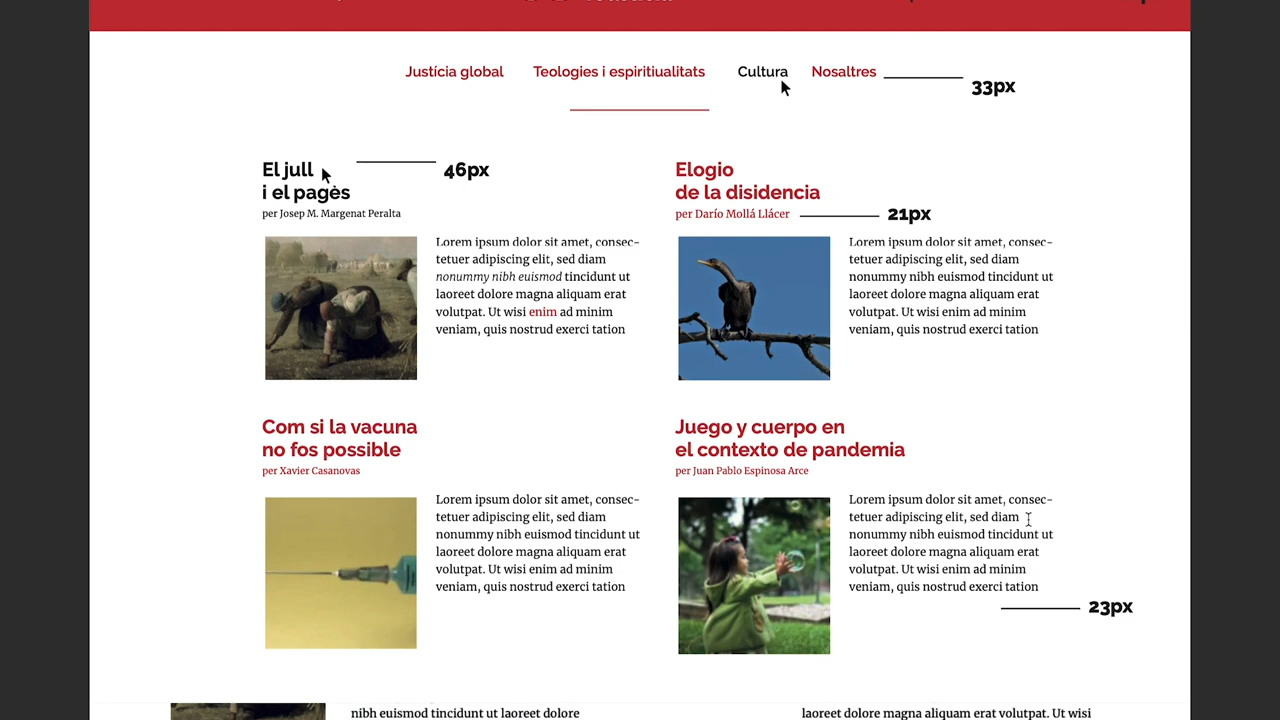 Justícia global Teologies i espiritiualitats Cultura Nosaltres 33px
El jull 46px
i el pagès
per Josep M. Margenat Peralta
Lorem ipsum dolor sit amet, consec-
tetuer adipiscing elit, sed diam
nonummy nibh euismod tincidunt ut
laoreet dolore magna aliquam erat
volutpat. Ut wisi enim ad minim
veniam, quis nostrud exerci tation
Elogio
de la disidencia
per Darío Mollá Llácer 21px
Lorem ipsum dolor sit amet, consec-
tetuer adipiscing elit, sed diam
nonummy nibh euismod tincidunt ut
laoreet dolore magna aliquam erat
volutpat. Ut wisi enim ad minim
veniam, quis nostrud exerci tation
Com si la vacuna
no fos possible
per Xavier Casanovas
Lorem ipsum dolor sit amet, consec-
tetuer adipiscing elit, sed diam
nonummy nibh euismod tincidunt ut
laoreet dolore magna aliquam erat
volutpat. Ut wisi enim ad minim
veniam, quis nostrud exerci tation
Juego y cuerpo en
el contexto de pandemia
per Juan Pablo Espinosa Arce
Lorem ipsum dolor sit amet, consec-
tetuer adipiscing elit, sed diam
nonummy nibh euismod tincidunt ut
laoreet dolore magna aliquam erat
volutpat. Ut wisi enim ad minim
veniam, quis nostrud exerci tation
23px
nibh euismod tincidunt ut laoreet dolore
laoreet dolore magna aliquam erat volutpat. Ut wisi